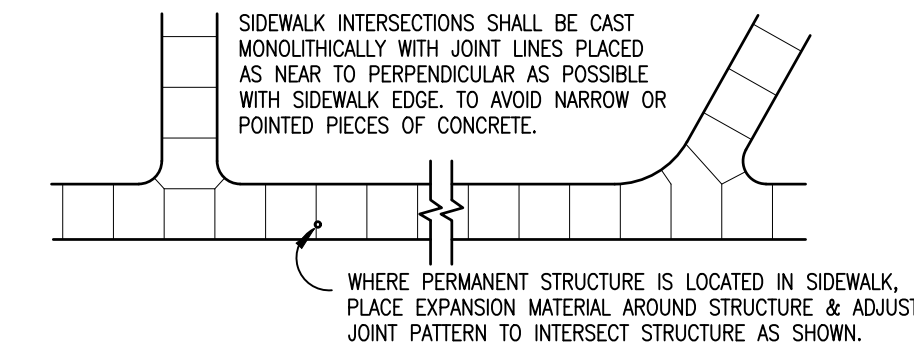 SIDEWALK INTERSECTIONS SHALL BE CAST
MONOLITHICALLY WITH JOINT LINES PLACED
AS NEAR TO PERPENDICULAR AS POSSIBLE
WITH SIDEWALK EDGE. TO AVOID NARROW OR
POINTED PIECES OF CONCRETE.
WHERE PERMANENT STRUCTURE IS LOCATED IN SIDEWALK,
PLACE EXPANSION MATERIAL AROUND STRUCTURE & ADJUST
JOINT PATTERN TO INTERSECT STRUCTURE AS SHOWN.